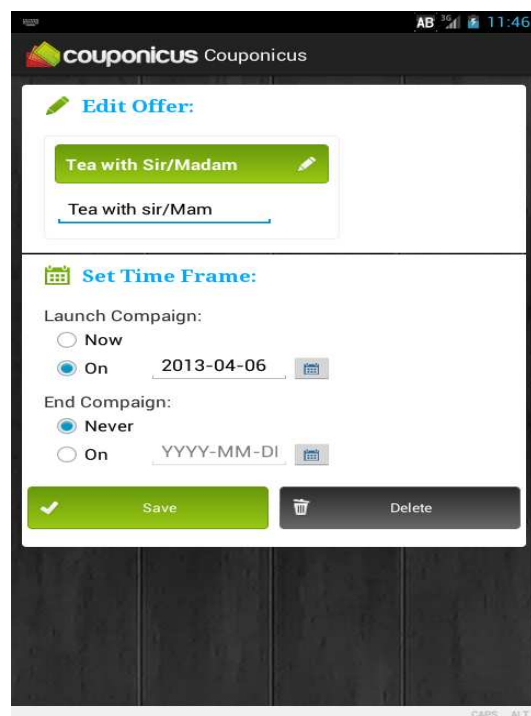 AB 3G 11:46
couponicus Couponicus
Edit Offer:
Tea with Sir/Madam
Tea with sir/Mam
Set Time Frame:
Launch Compaign:
Now
On 2013-04-06
End Compaign:
Never
On YYYY-MM-DI
Save Delete
CAPS ALT